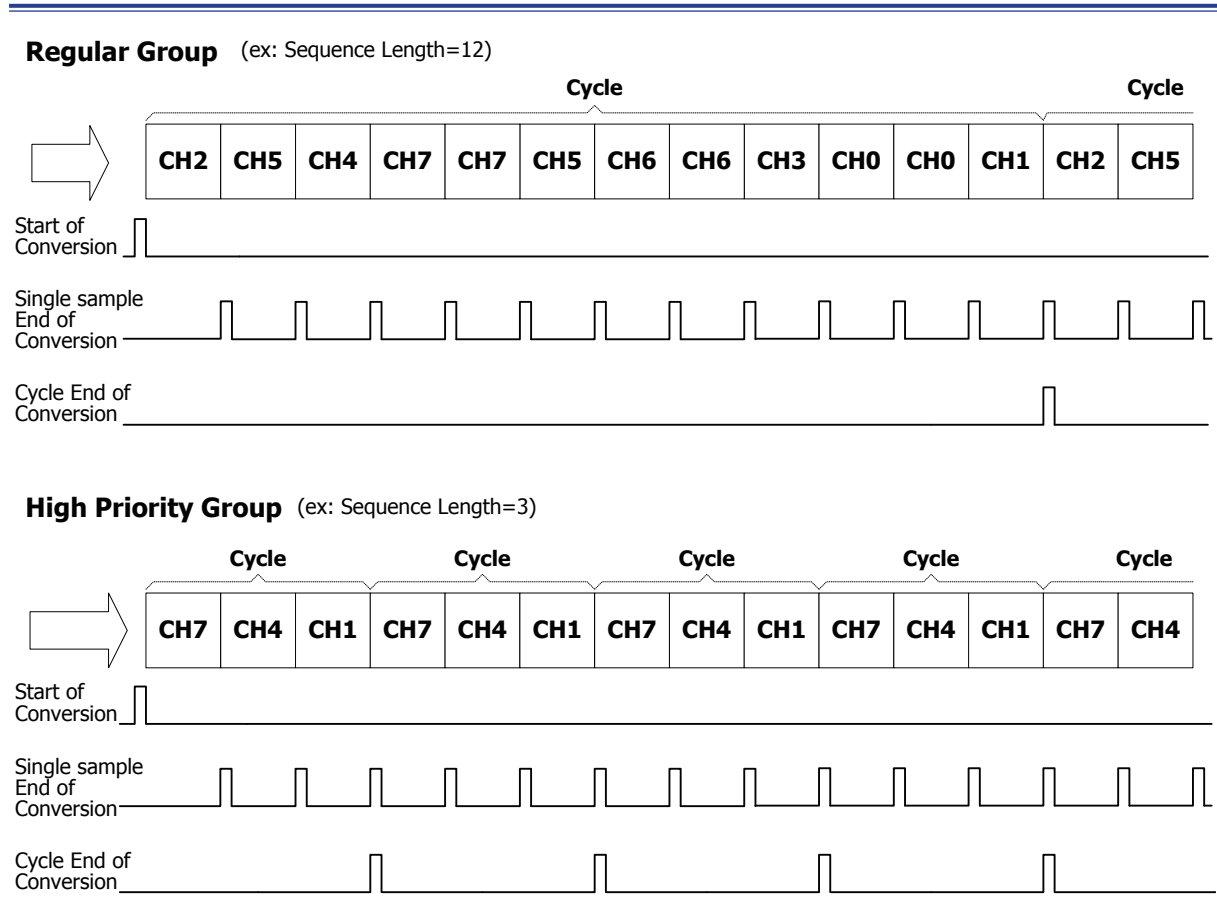 Regular Group (ex: Sequence Length=12)
Cycle Cycle
CH2 CH5 CH4 CH7 CH7 CH5 CH6 CH6 CH3 CH0 CH0 CH1 CH2 CH5
Start of
Conversion
Single sample
End of
Conversion
Cycle End of
Conversion
High Priority Group (ex: Sequence Length=3)
Cycle Cycle Cycle Cycle Cycle
CH7 CH4 CH1 CH7 CH4 CH1 CH7 CH4 CH1 CH7 CH4 CH1 CH7 CH4
Start of
Conversion
Single sample
End of
Conversion
Cycle End of
Conversion